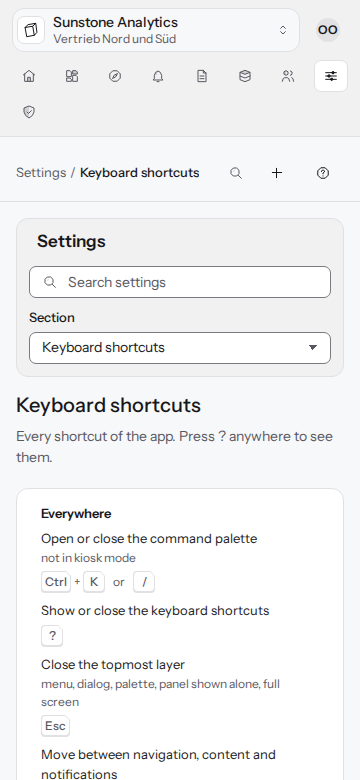 Sunstone Analytics
Vertrieb Nord und Süd
OO
Settings / Keyboard shortcuts
Settings
Search settings
Section
Keyboard shortcuts
Keyboard shortcuts
Every shortcut of the app. Press ? anywhere to see
them.
Everywhere
Open or close the command palette
not in kiosk mode
Ctrl + K or /
Show or close the keyboard shortcuts
?
Close the topmost layer
menu, dialog, palette, panel shown alone, full
screen
Esc
Move between navigation, content and
notifications